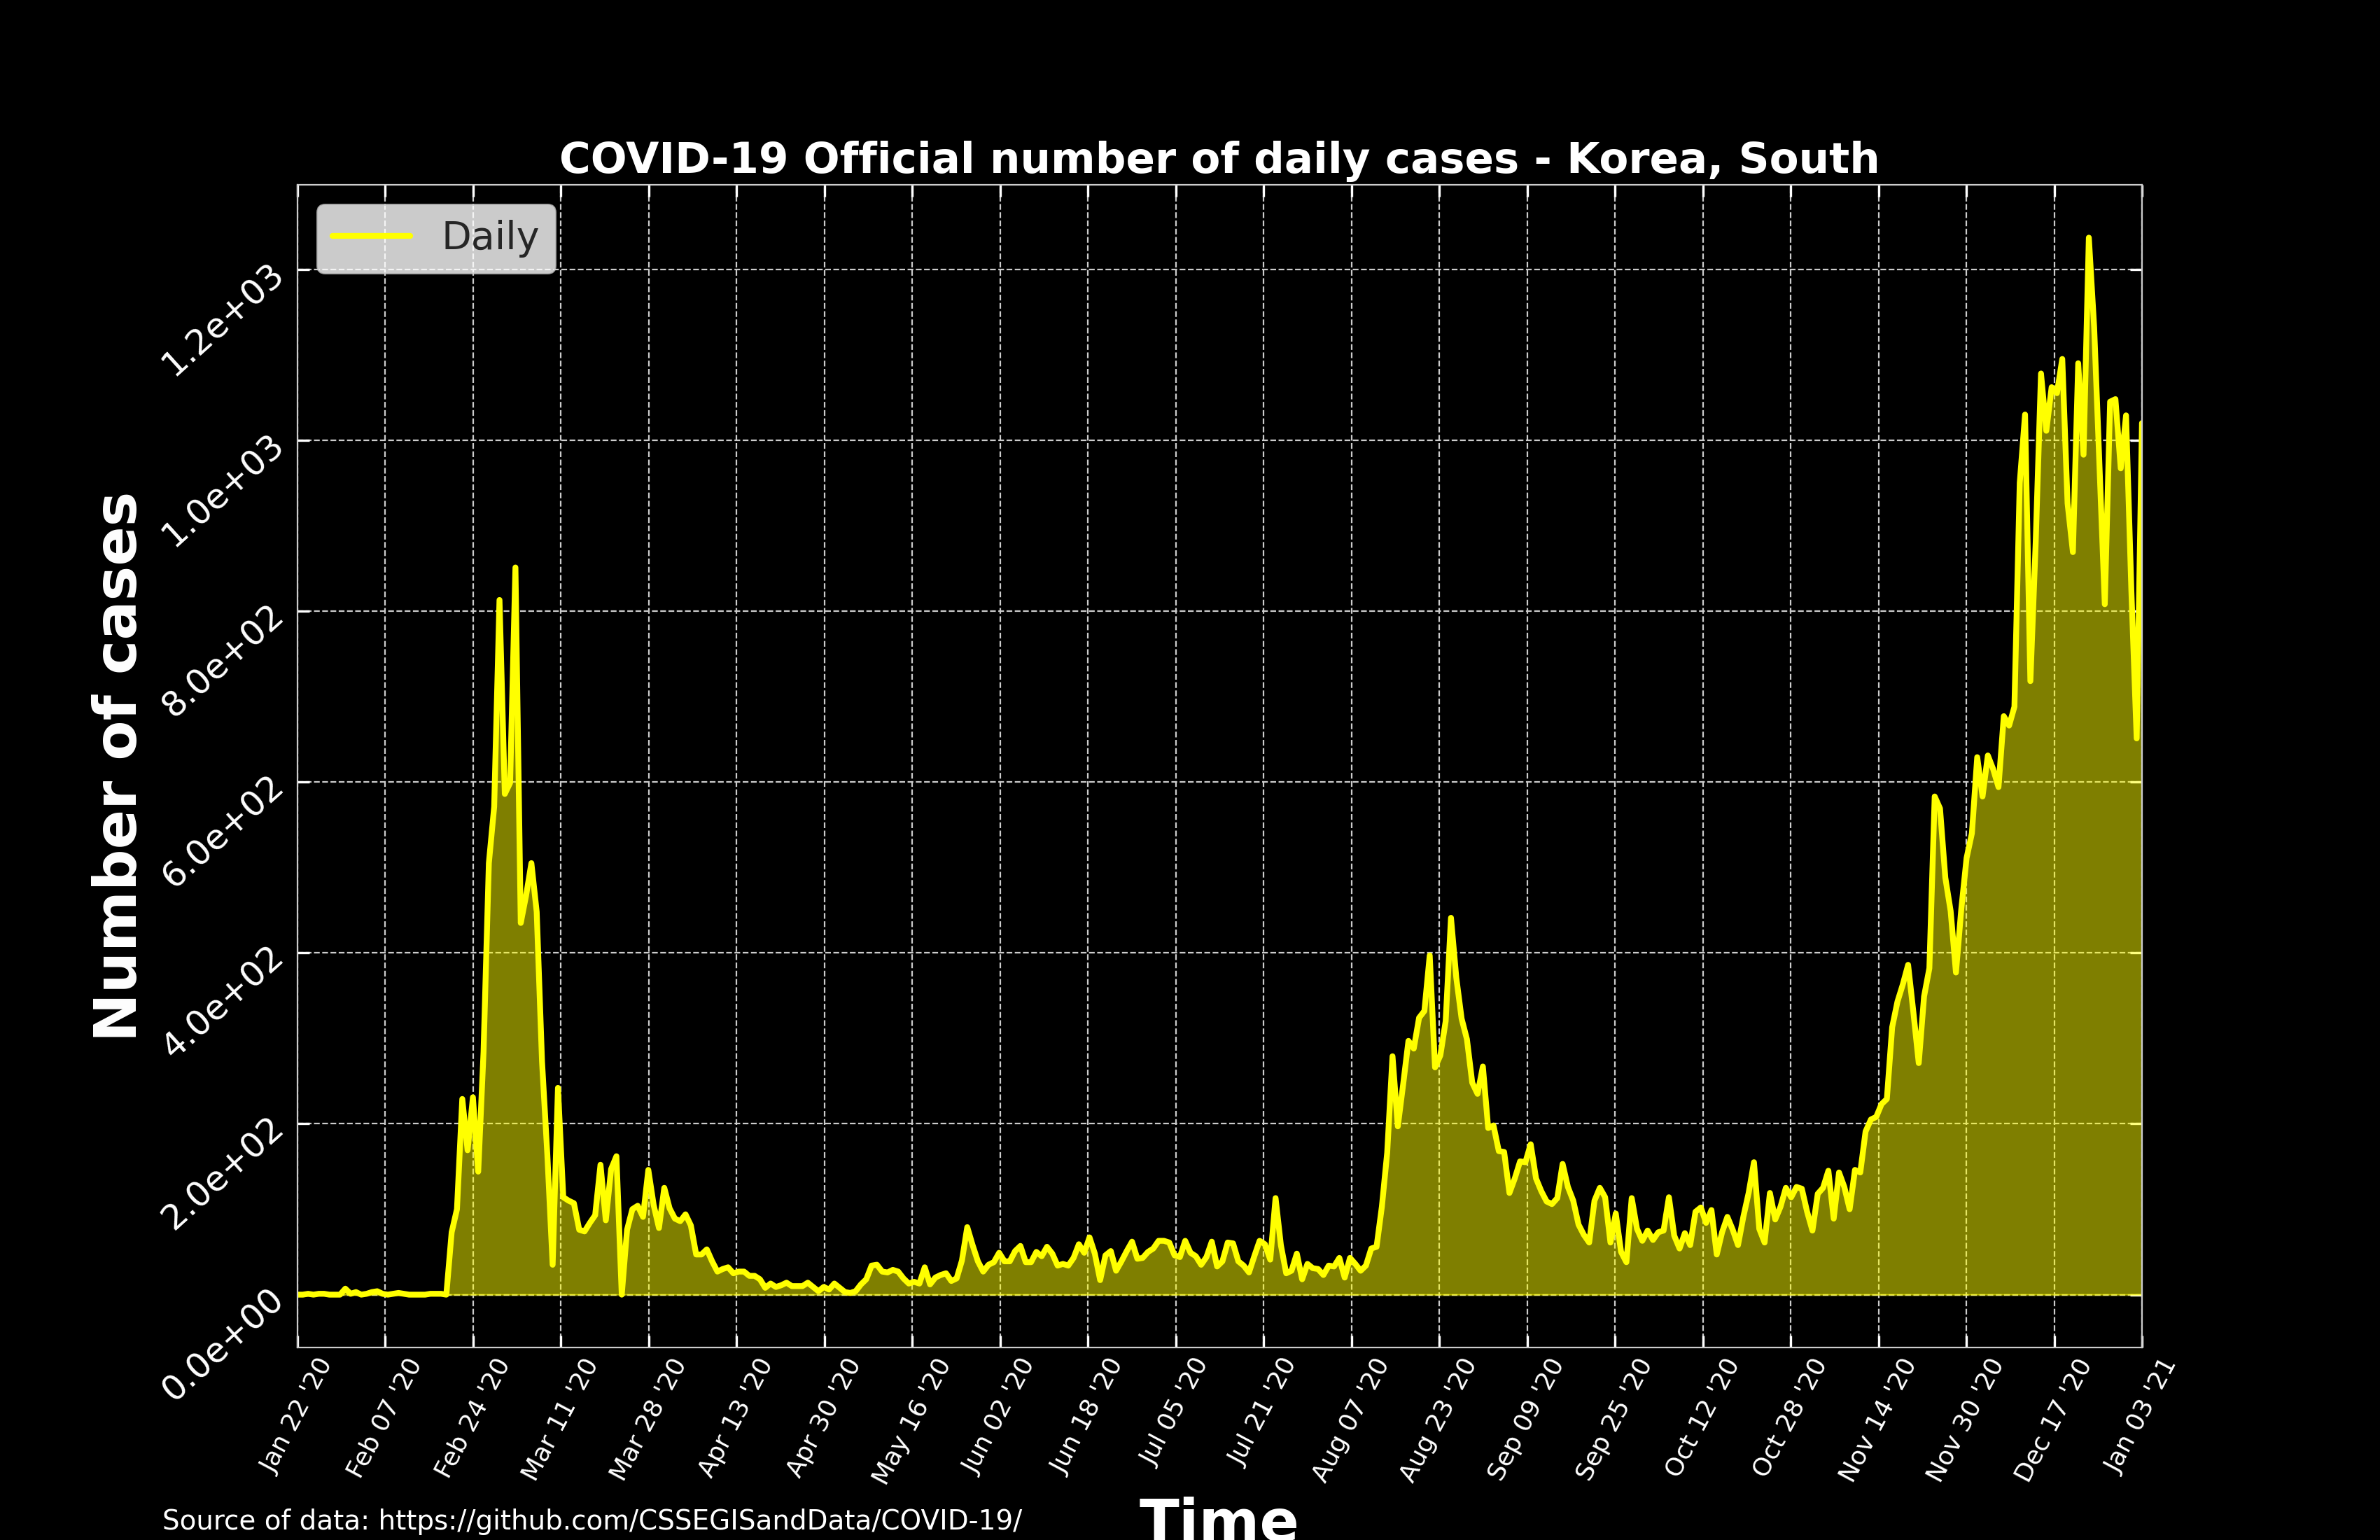 COVID-19 Official number of daily cases - Korea, South
Daily
Number of cases
1.2e+03
1.0e+03
8.0e+02
6.0e+02
4.0e+02
2.0e+02
0.0e+00
Jan 22 '20
Feb 07 '20
Feb 24 '20
Mar 11 '20
Mar 28 '20
Apr 13 '20
Apr 30 '20
May 16 '20
Jun 02 '20
Jun 18 '20
Jul 05 '20
Jul 21 '20
Aug 07 '20
Aug 23 '20
Sep 09 '20
Sep 25 '20
Oct 12 '20
Oct 28 '20
Nov 14 '20
Nov 30 '20
Dec 17 '20
Jan 03 '21
Time
Source of data: https://github.com/CSSEGISandData/COVID-19/